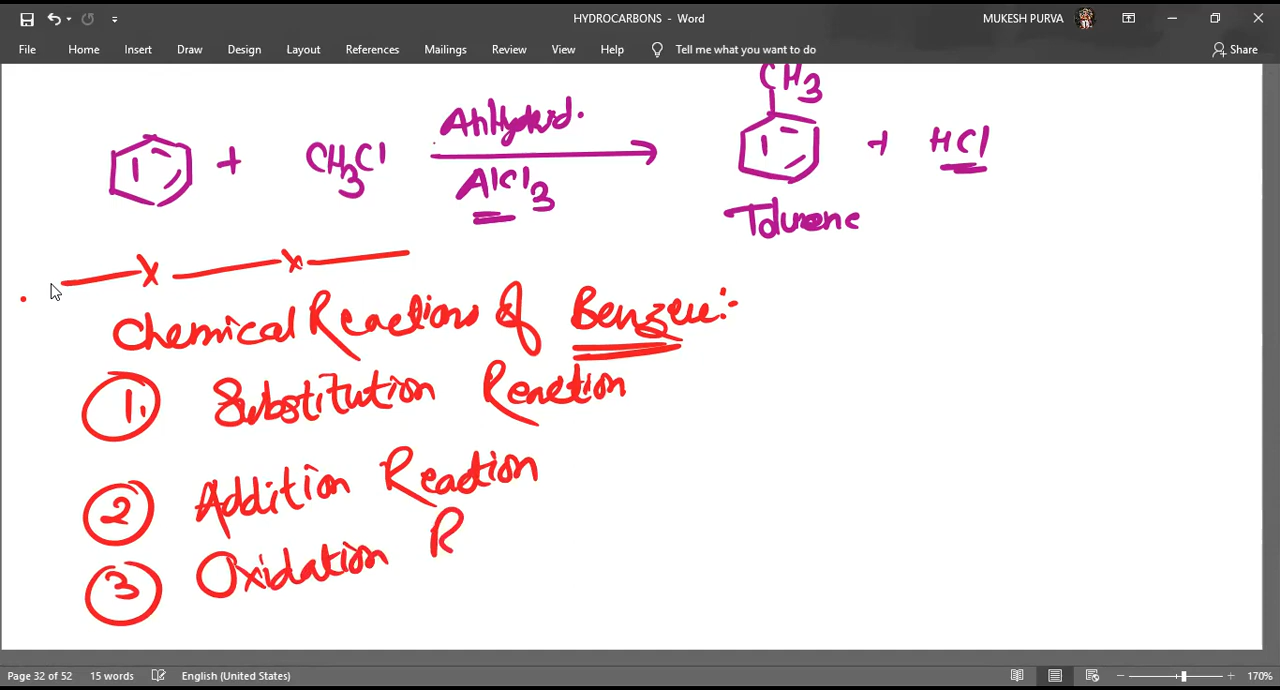 HYDROCARBONS - Word
MUKESH PURVA
File Home Insert Draw Design Layout References Mailings Review View Help Tell me what you want to do Share
CH3
Anhydrid.
+ CH3Cl AlCl3 + HCl
Toluene
x x
Chemical Reactions of Benzene:-
1. Substitution Reaction
2 Addition Reaction
3 Oxidation R
Page 32 of 52 15 words English (United States) 170%